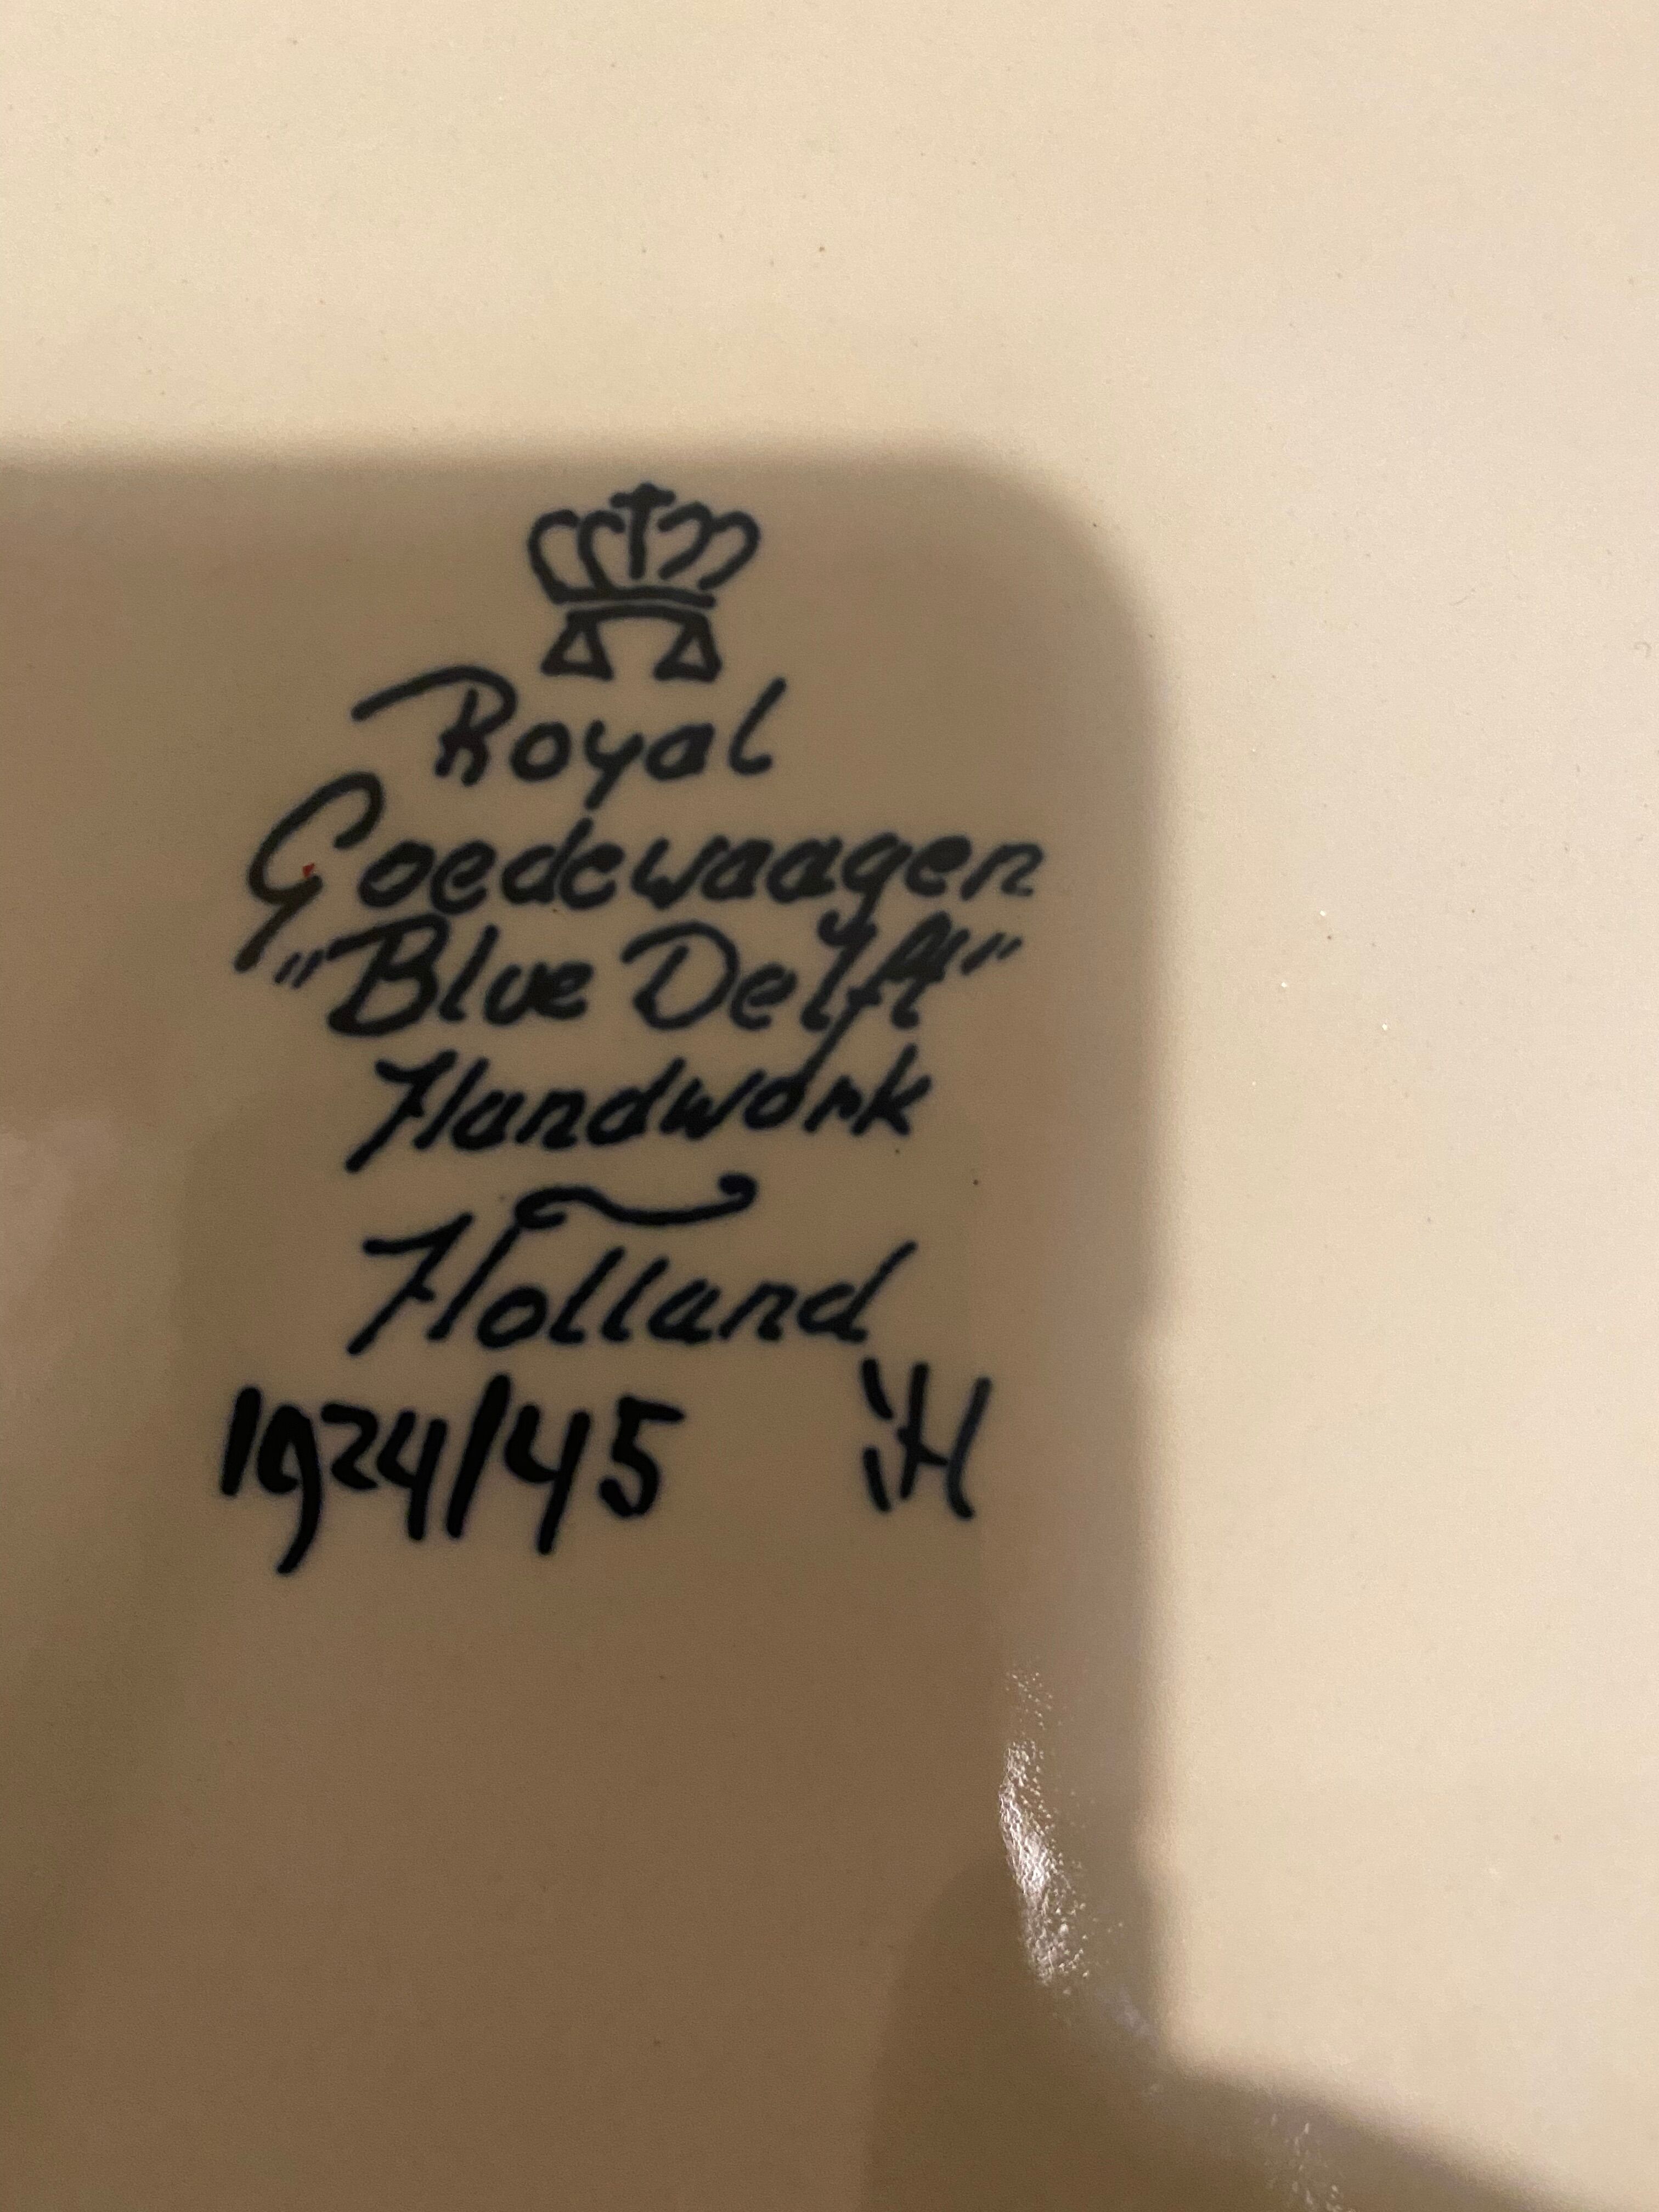 Royal
Goedewaagen
"Blue Delft"
Handwork
Holland
1924/45